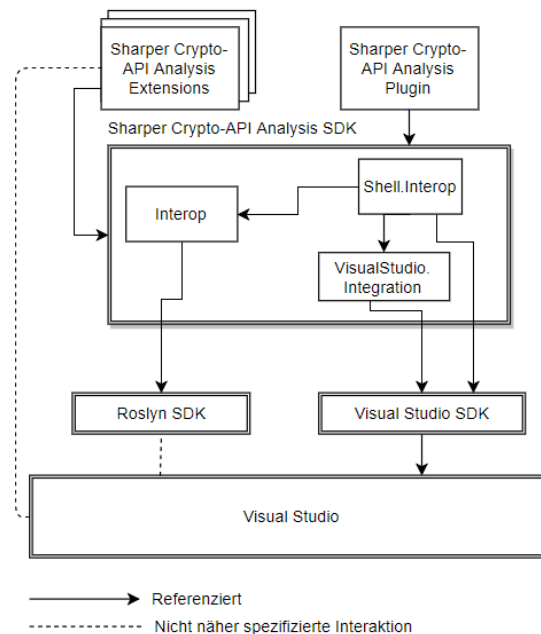 Sharper Crypto-
API Analysis
Extensions
Sharper Crypto-
API Analysis
Plugin
Sharper Crypto-API Analysis SDK
Shell.Interop
Interop
VisualStudio.
Integration
Roslyn SDK
Visual Studio SDK
Visual Studio
Referenziert
Nicht näher spezifizierte Interaktion